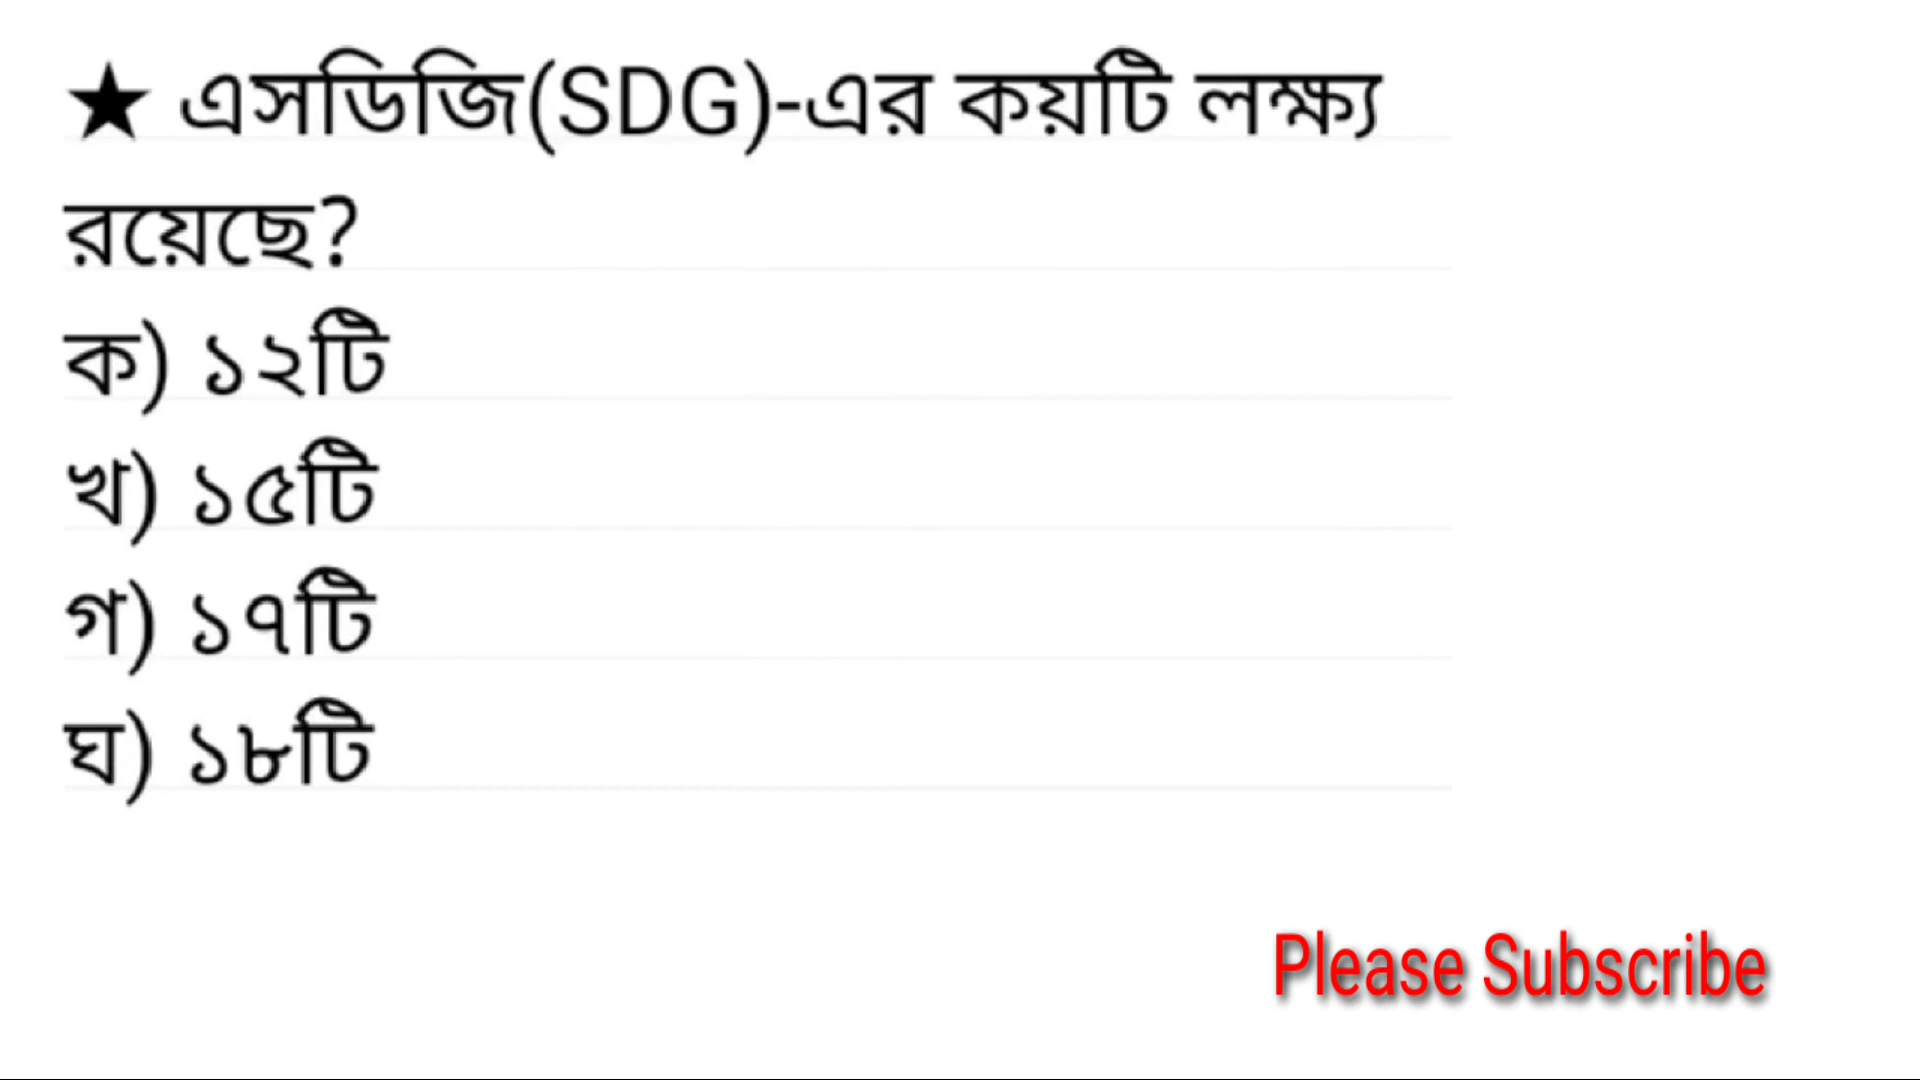 ★ এসডিজি(SDG)-এর কয়টি লক্ষ্য
রয়েছে?
ক) ১২টি
খ) ১৫টি
গ) ১৭টি
ঘ) ১৮টি
Please Subscribe